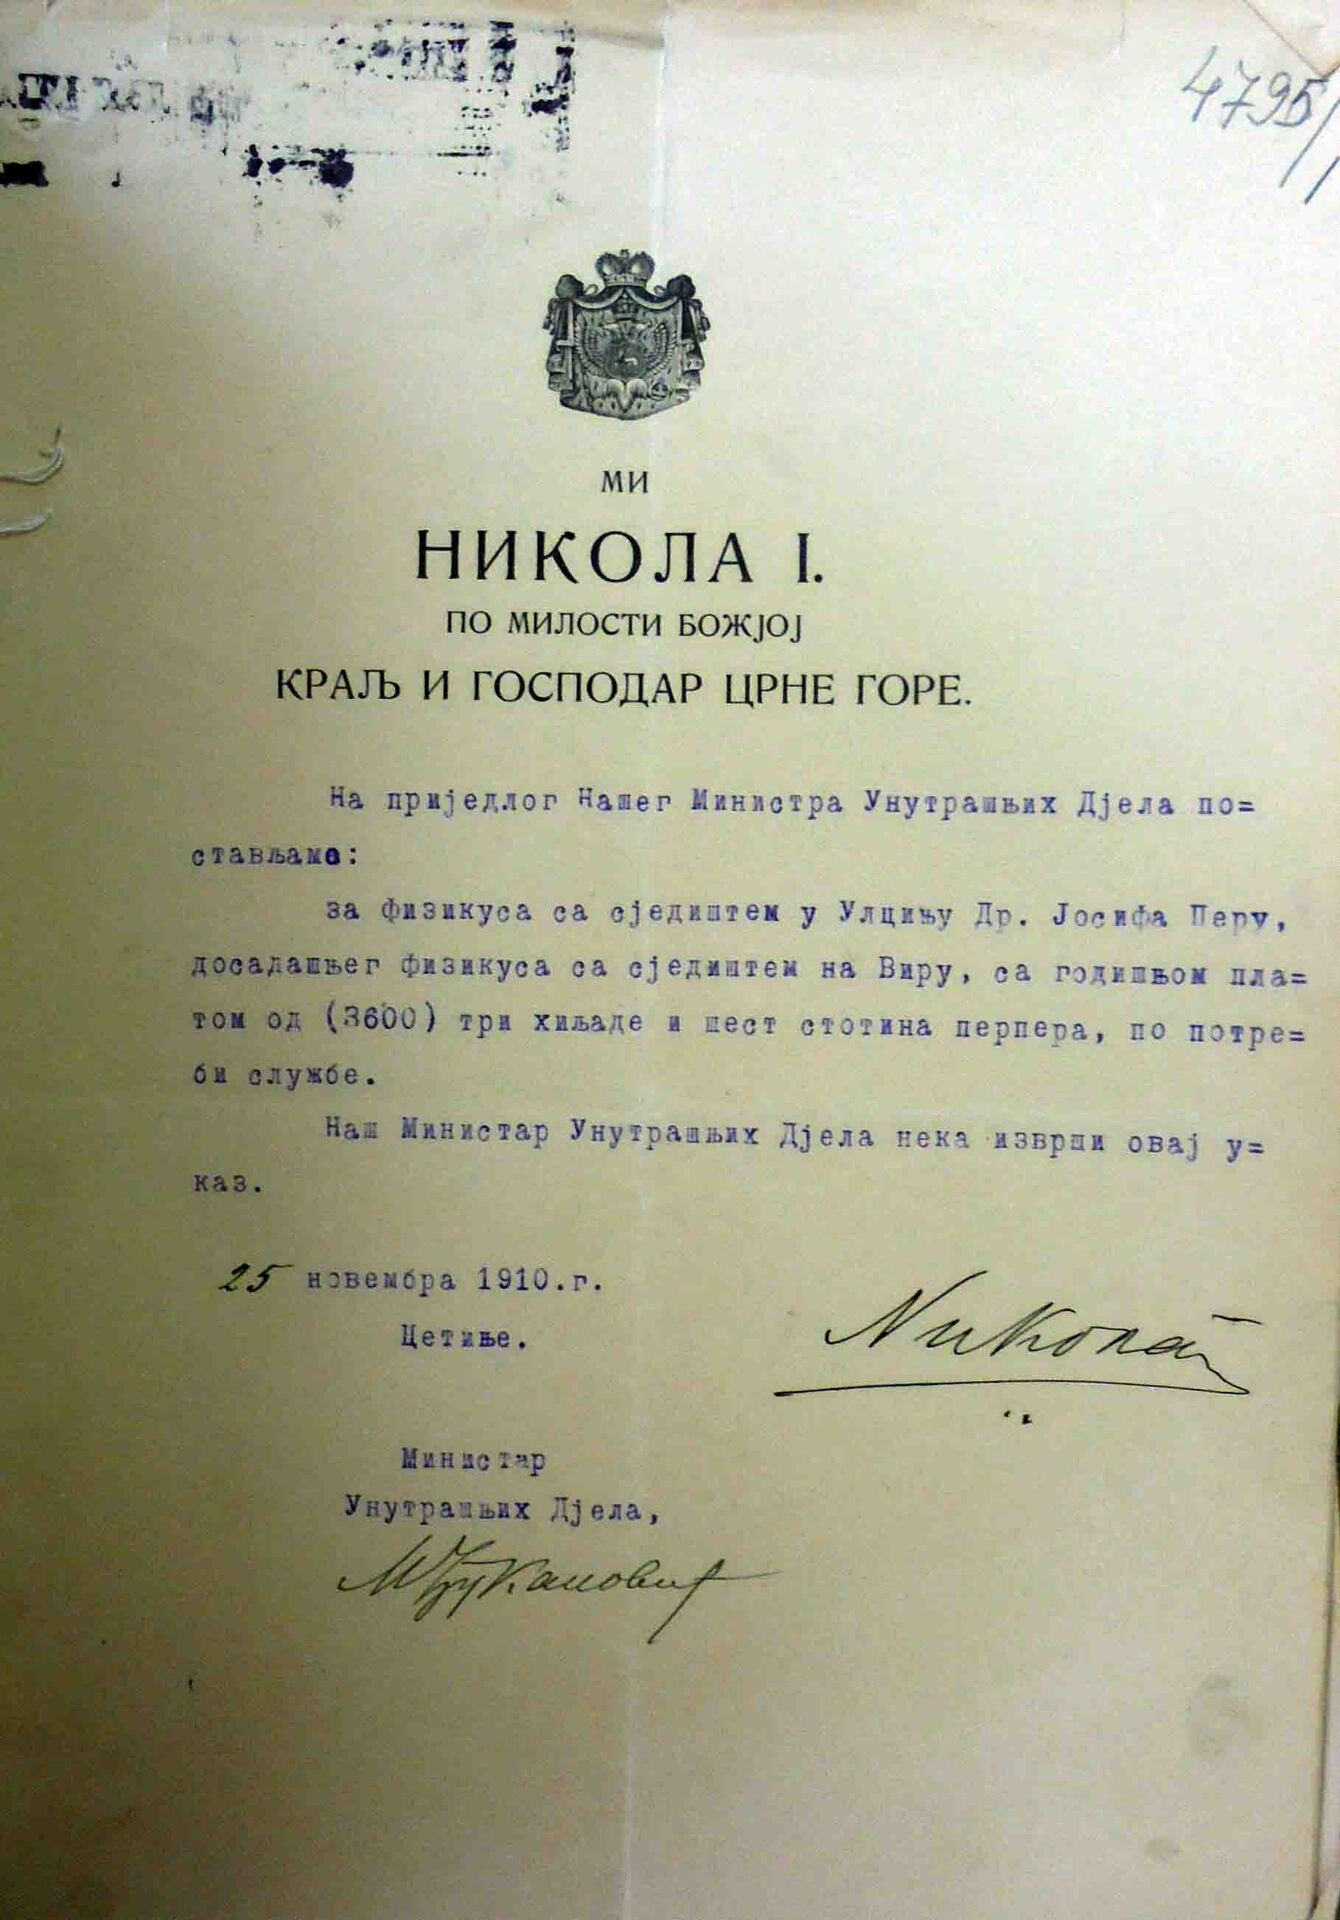 4795/
МИ
НИКОЛА I.
ПО МИЛОСТИ БОЖЈОЈ
КРАЉ И ГОСПОДАР ЦРНЕ ГОРЕ.
На приједлог Нашег Министра Унутрашњих Дјела по=
стављамо:
за физикуса са сједиштем у Улцињу Др. Јосифа Перу,
досадашњег физикуса са сједиштем на Виру, са годишњом пла=
том од (3600) три хиљаде и шест стотина перпера, по потре=
би службе.
Наш Министар Унутрашњих Дјела нека изврши овај у=
каз.
25 новембра 1910.г.
Цетиње.
Никола
Министар
Унутрашњих Дјела,
М Ђукановић